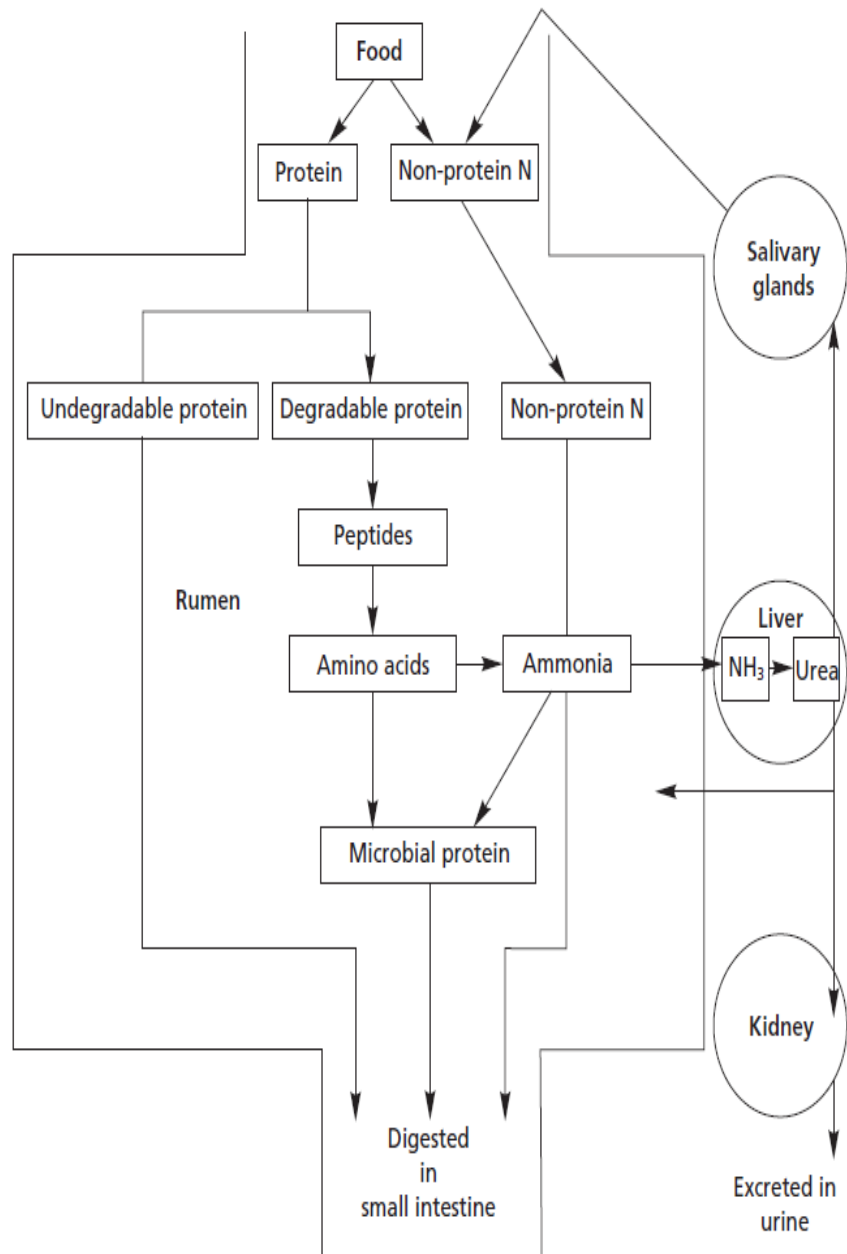 Food
Protein
Non-protein N
Salivary
glands
Undegradable protein
Degradable protein
Non-protein N
Peptides
Rumen
Liver
Amino acids
Ammonia
NH₃
Urea
Microbial protein
Kidney
Digested
in
small intestine
Excreted in
urine